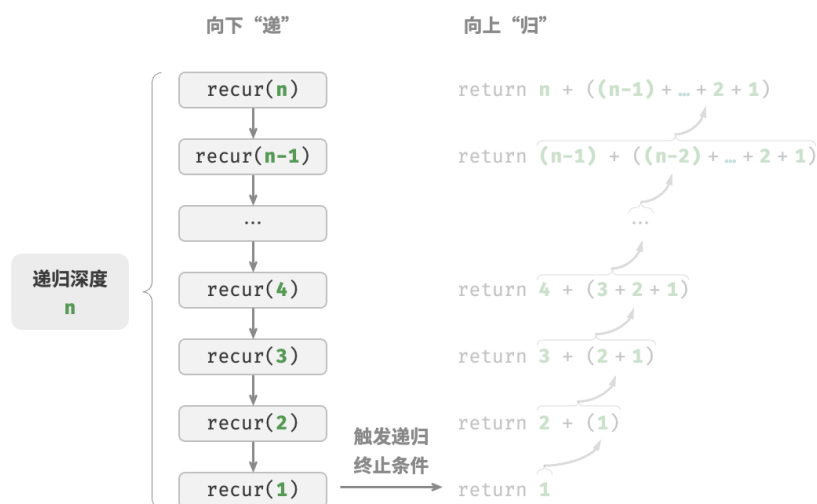 向下“递”
向上“归”
recur(n)
return n + ((n-1) + … + 2 + 1)
recur(n-1)
return (n-1) + ((n-2) + … + 2 + 1)
…
…
递归深度
n
recur(4)
return 4 + (3 + 2 + 1)
recur(3)
return 3 + (2 + 1)
recur(2)
return 2 + (1)
触发递归
终止条件
recur(1)
return 1